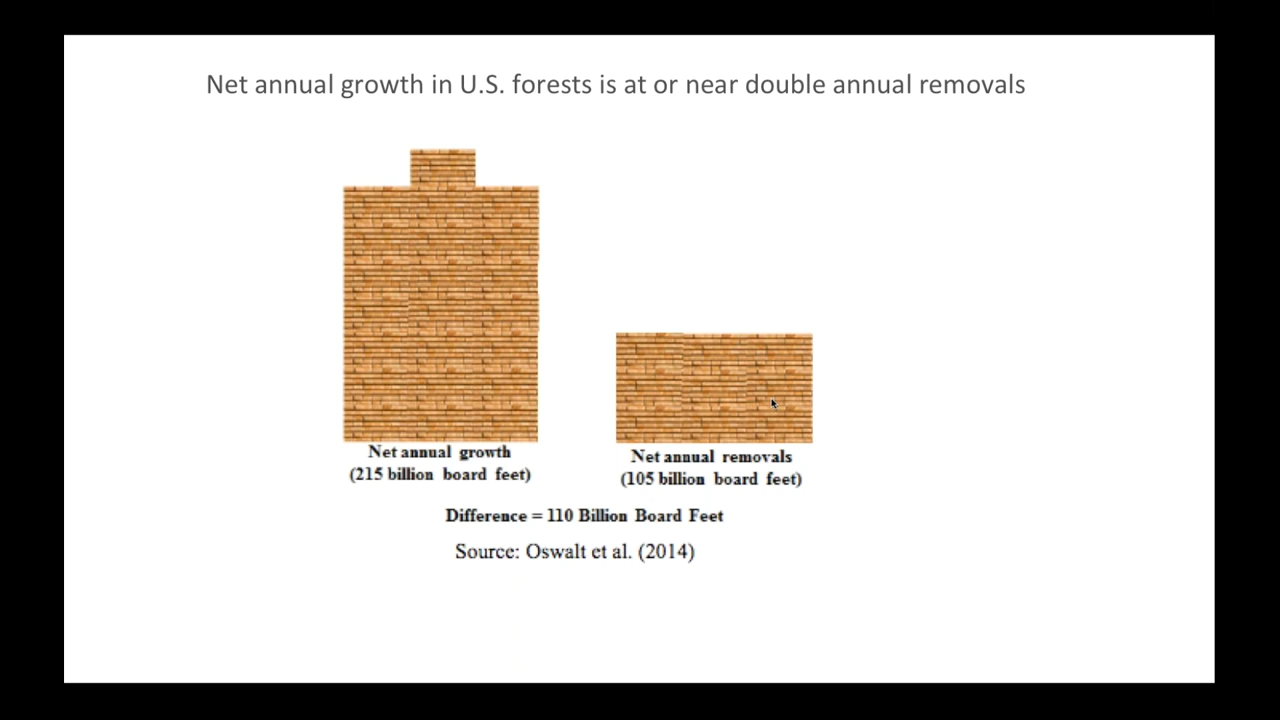 Net annual growth in U.S. forests is at or near double annual removals
Net annual growth
(215 billion board feet)
Net annual removals
(105 billion board feet)
Difference = 110 Billion Board Feet
Source: Oswalt et al. (2014)